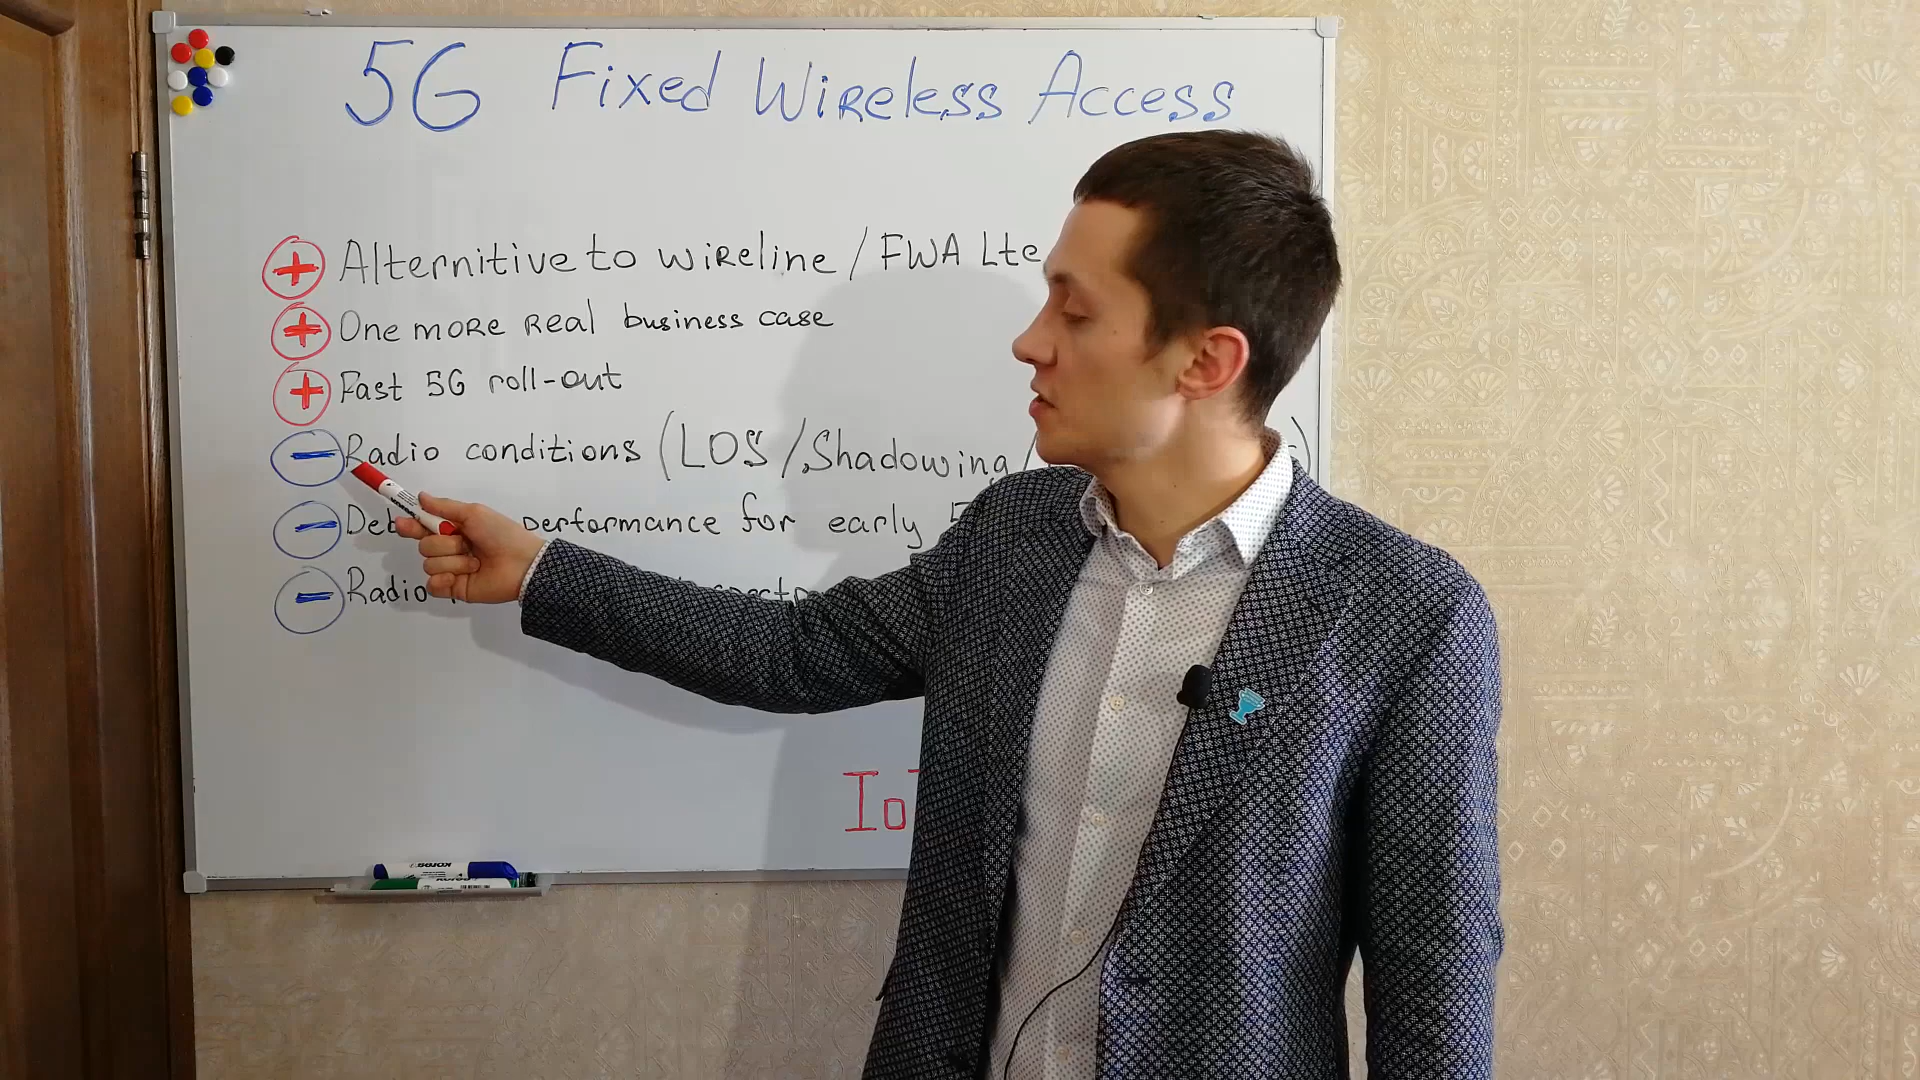 5G Fixed Wireless Access
Alternitive to wireline / FWA Lte
One more real business case
Fast 5G roll-out
Radio conditions (LOS / Shadowing /
performance for early
Radio